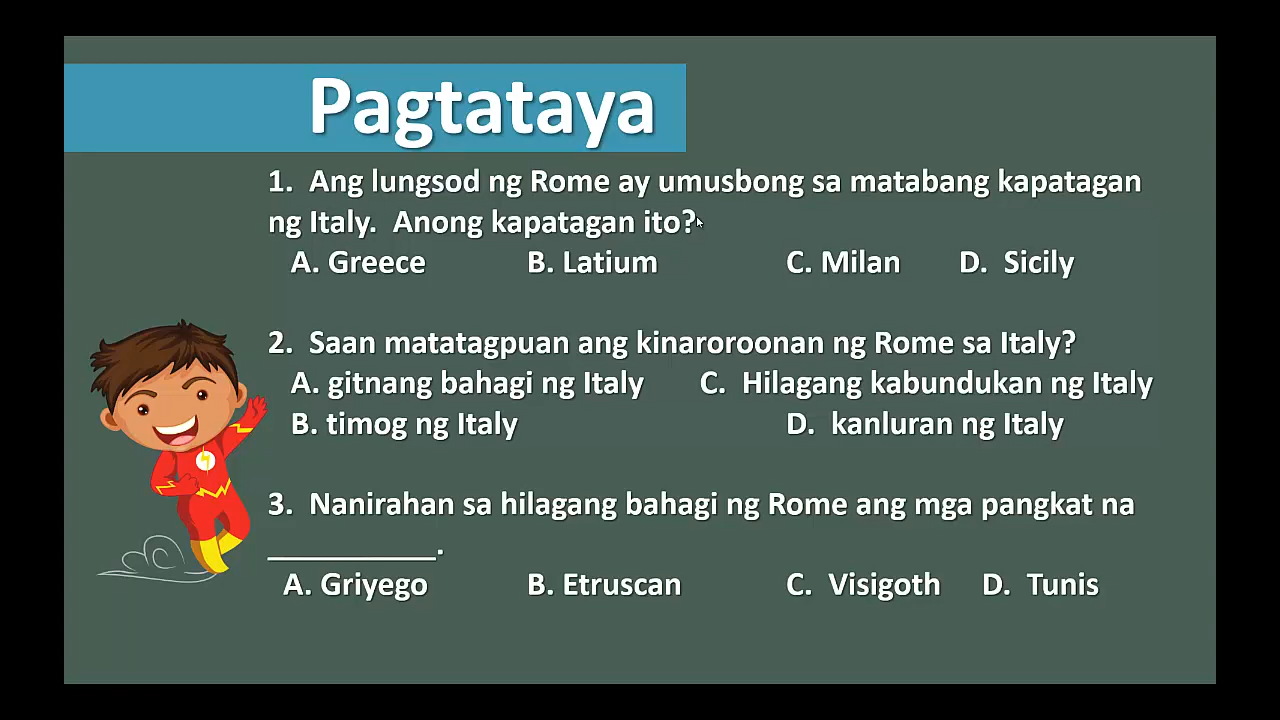 Pagtataya
1. Ang lungsod ng Rome ay umusbong sa matabang kapatagan
ng Italy. Anong kapatagan ito?
A. Greece B. Latium C. Milan D. Sicily
2. Saan matatagpuan ang kinaroroonan ng Rome sa Italy?
A. gitnang bahagi ng Italy C. Hilagang kabundukan ng Italy
B. timog ng Italy D. kanluran ng Italy
3. Nanirahan sa hilagang bahagi ng Rome ang mga pangkat na
__________.
A. Griyego B. Etruscan C. Visigoth D. Tunis